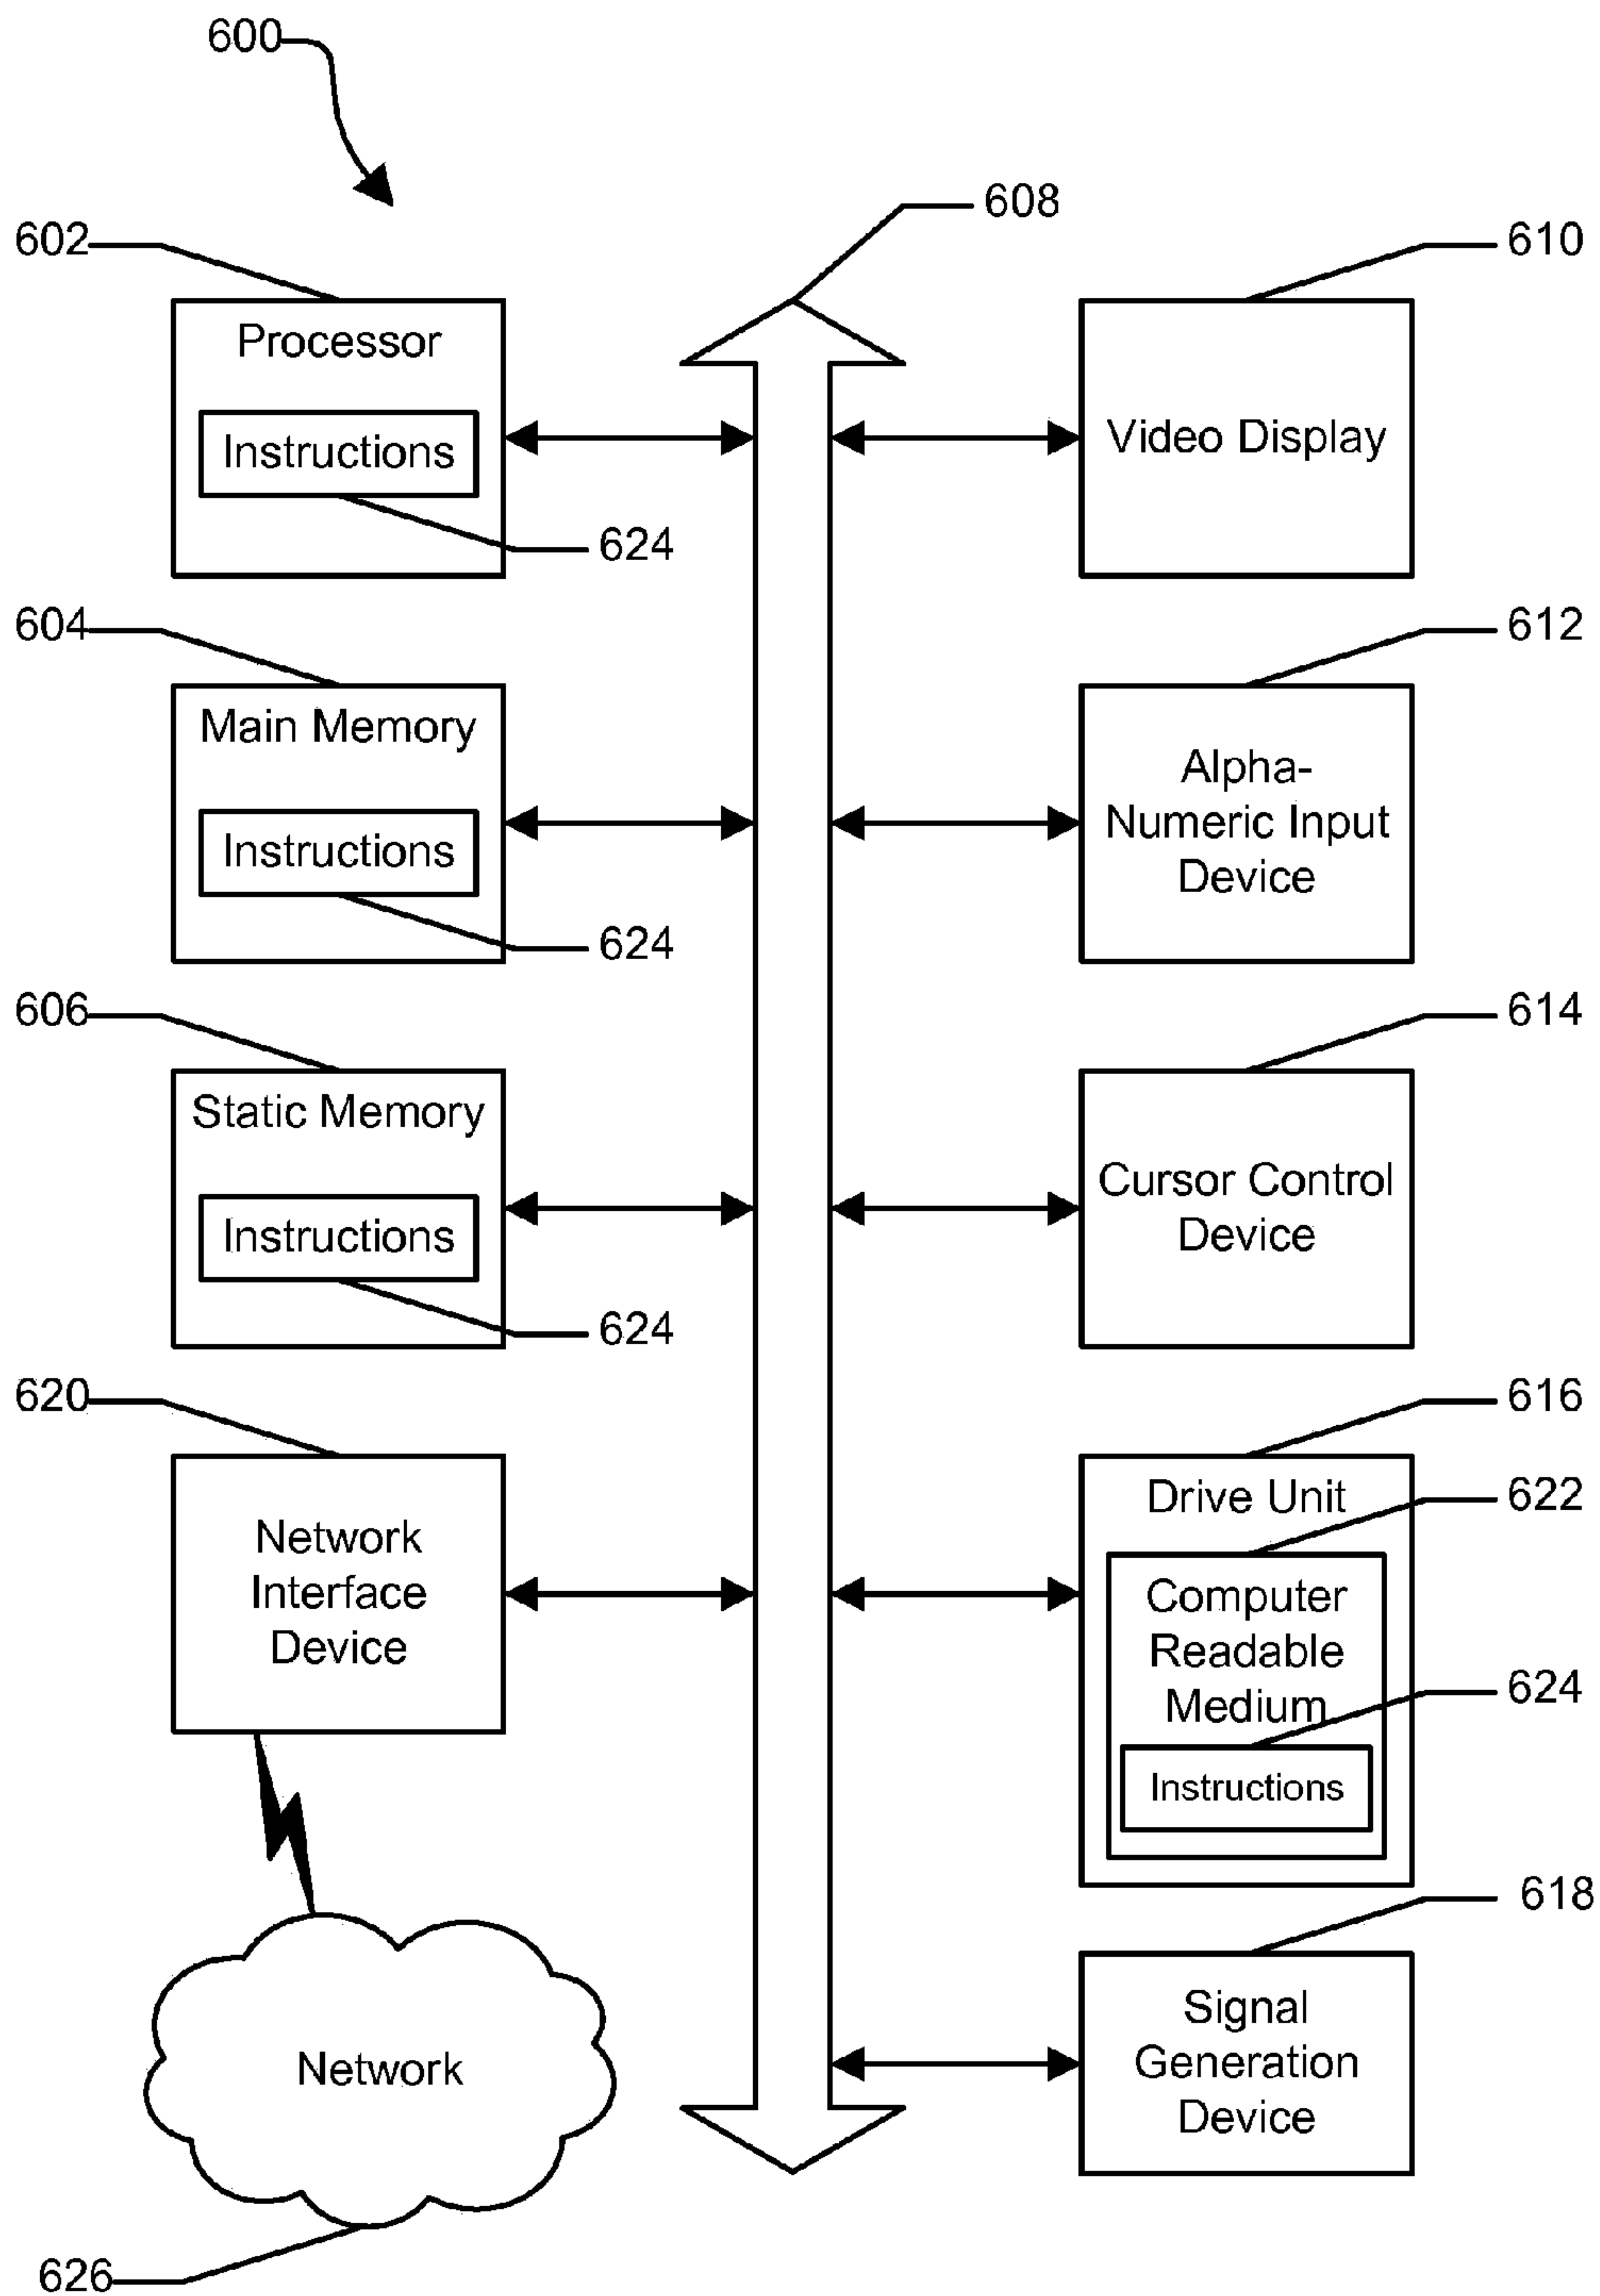 600
608
602
610
Processor
Instructions
Video Display
624
604
612
Main Memory
Alpha-
Numeric Input
Device
Instructions
624
606
614
Static Memory
Cursor Control
Device
Instructions
624
620
616
Drive Unit
622
Network
Interface
Device
Computer
Readable
Medium
624
Instructions
618
Signal
Generation
Device
Network
626